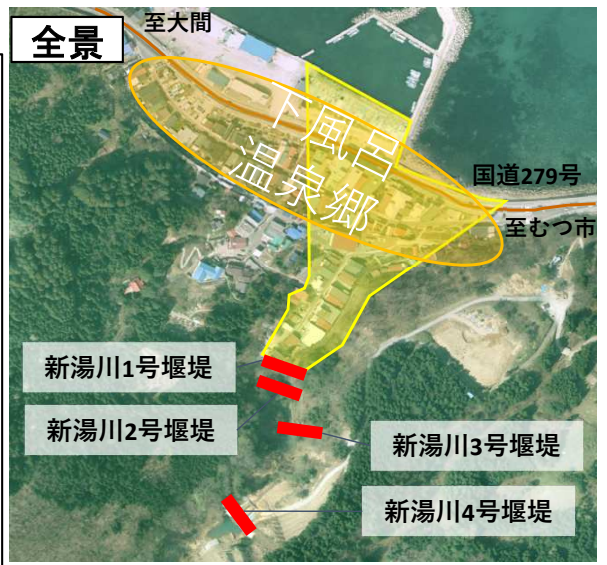 全景
至大間
下風呂
温泉郷
国道279号
至むつ市
新湯川1号堰堤
新湯川2号堰堤
新湯川3号堰堤
新湯川4号堰堤